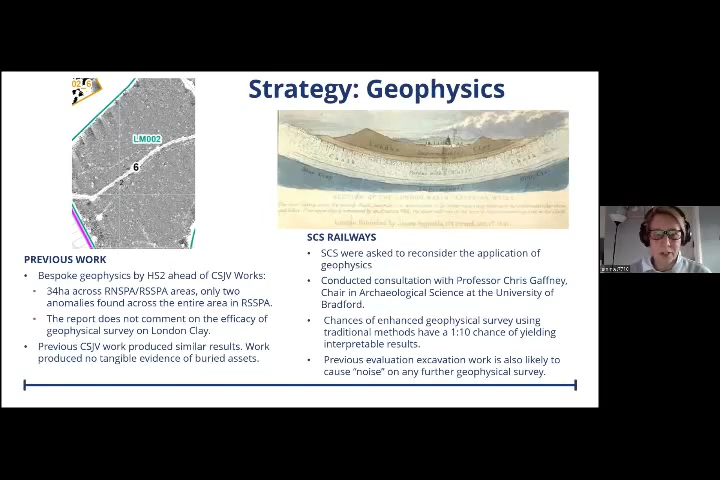 Strategy: Geophysics
LM002
6
2
London
Chalk
Chalk
PREVIOUS WORK
• Bespoke geophysics by HS2 ahead of CSJV Works:
• 34ha across RNSPA/RSSPA areas, only two
anomalies found across the entire area in RSSPA.
• The report does not comment on the efficacy of
geophysical survey on London Clay.
• Previous CSJV work produced similar results. Work
produced no tangible evidence of buried assets.
SCS RAILWAYS
• SCS were asked to reconsider the application of
geophysics
• Conducted consultation with Professor Chris Gaffney,
Chair in Archaeological Science at the University of
Bradford.
• Chances of enhanced geophysical survey using
traditional methods have a 1:10 chance of yielding
interpretable results.
• Previous evaluation excavation work is also likely to
cause “noise” on any further geophysical survey.